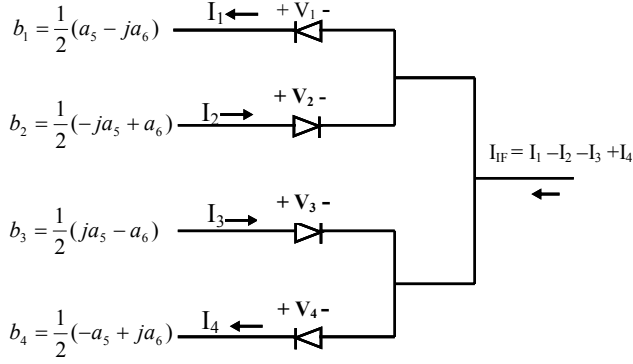 b₁ = 1/2 (a₅ − ja₆) I₁ + V₁ -
b₂ = 1/2 (−ja₅ + a₆) I₂ + V₂ -
I_IF = I₁ –I₂ –I₃ +I₄
b₃ = 1/2 (ja₅ − a₆) I₃ + V₃ -
b₄ = 1/2 (−a₅ + ja₆) I₄ + V₄ -